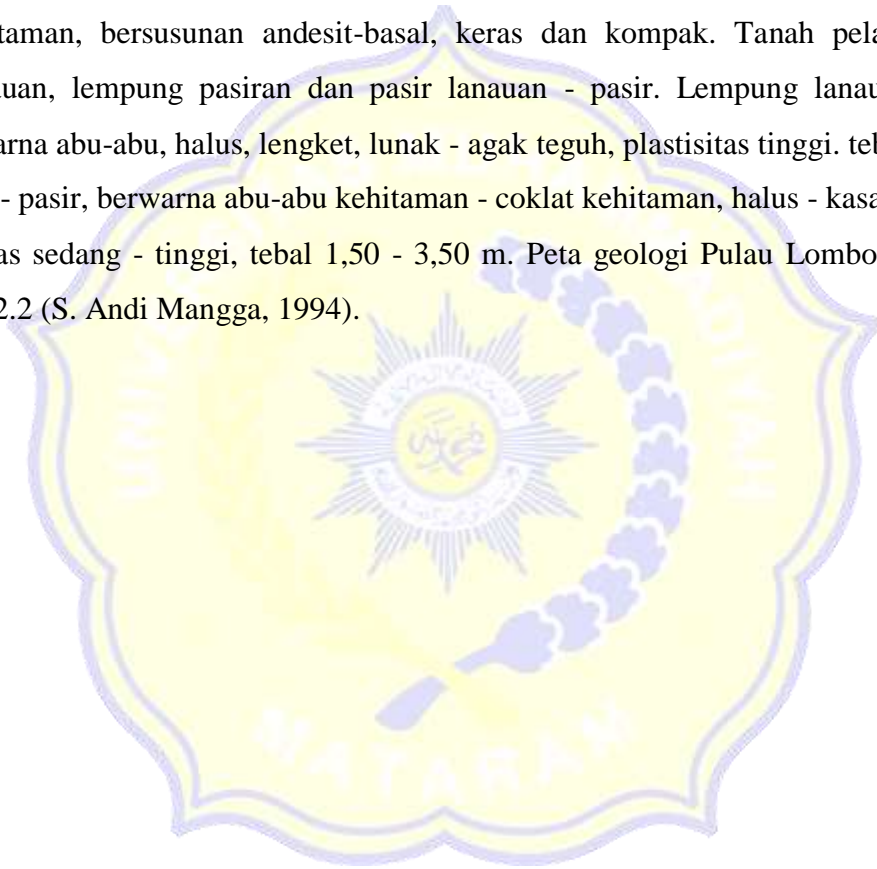 taman, bersusunan andesit-basal, keras dan kompak. Tanah pela
uan, lempung pasiran dan pasir lanauan - pasir. Lempung lanau
arna abu-abu, halus, lengket, lunak - agak teguh, plastisitas tinggi. teb
- pasir, berwarna abu-abu kehitaman - coklat kehitaman, halus - kasa
as sedang - tinggi, tebal 1,50 - 3,50 m. Peta geologi Pulau Lombo
2.2 (S. Andi Mangga, 1994).
UNIVERSITAS MUHAMMADIYAH
MATARAM